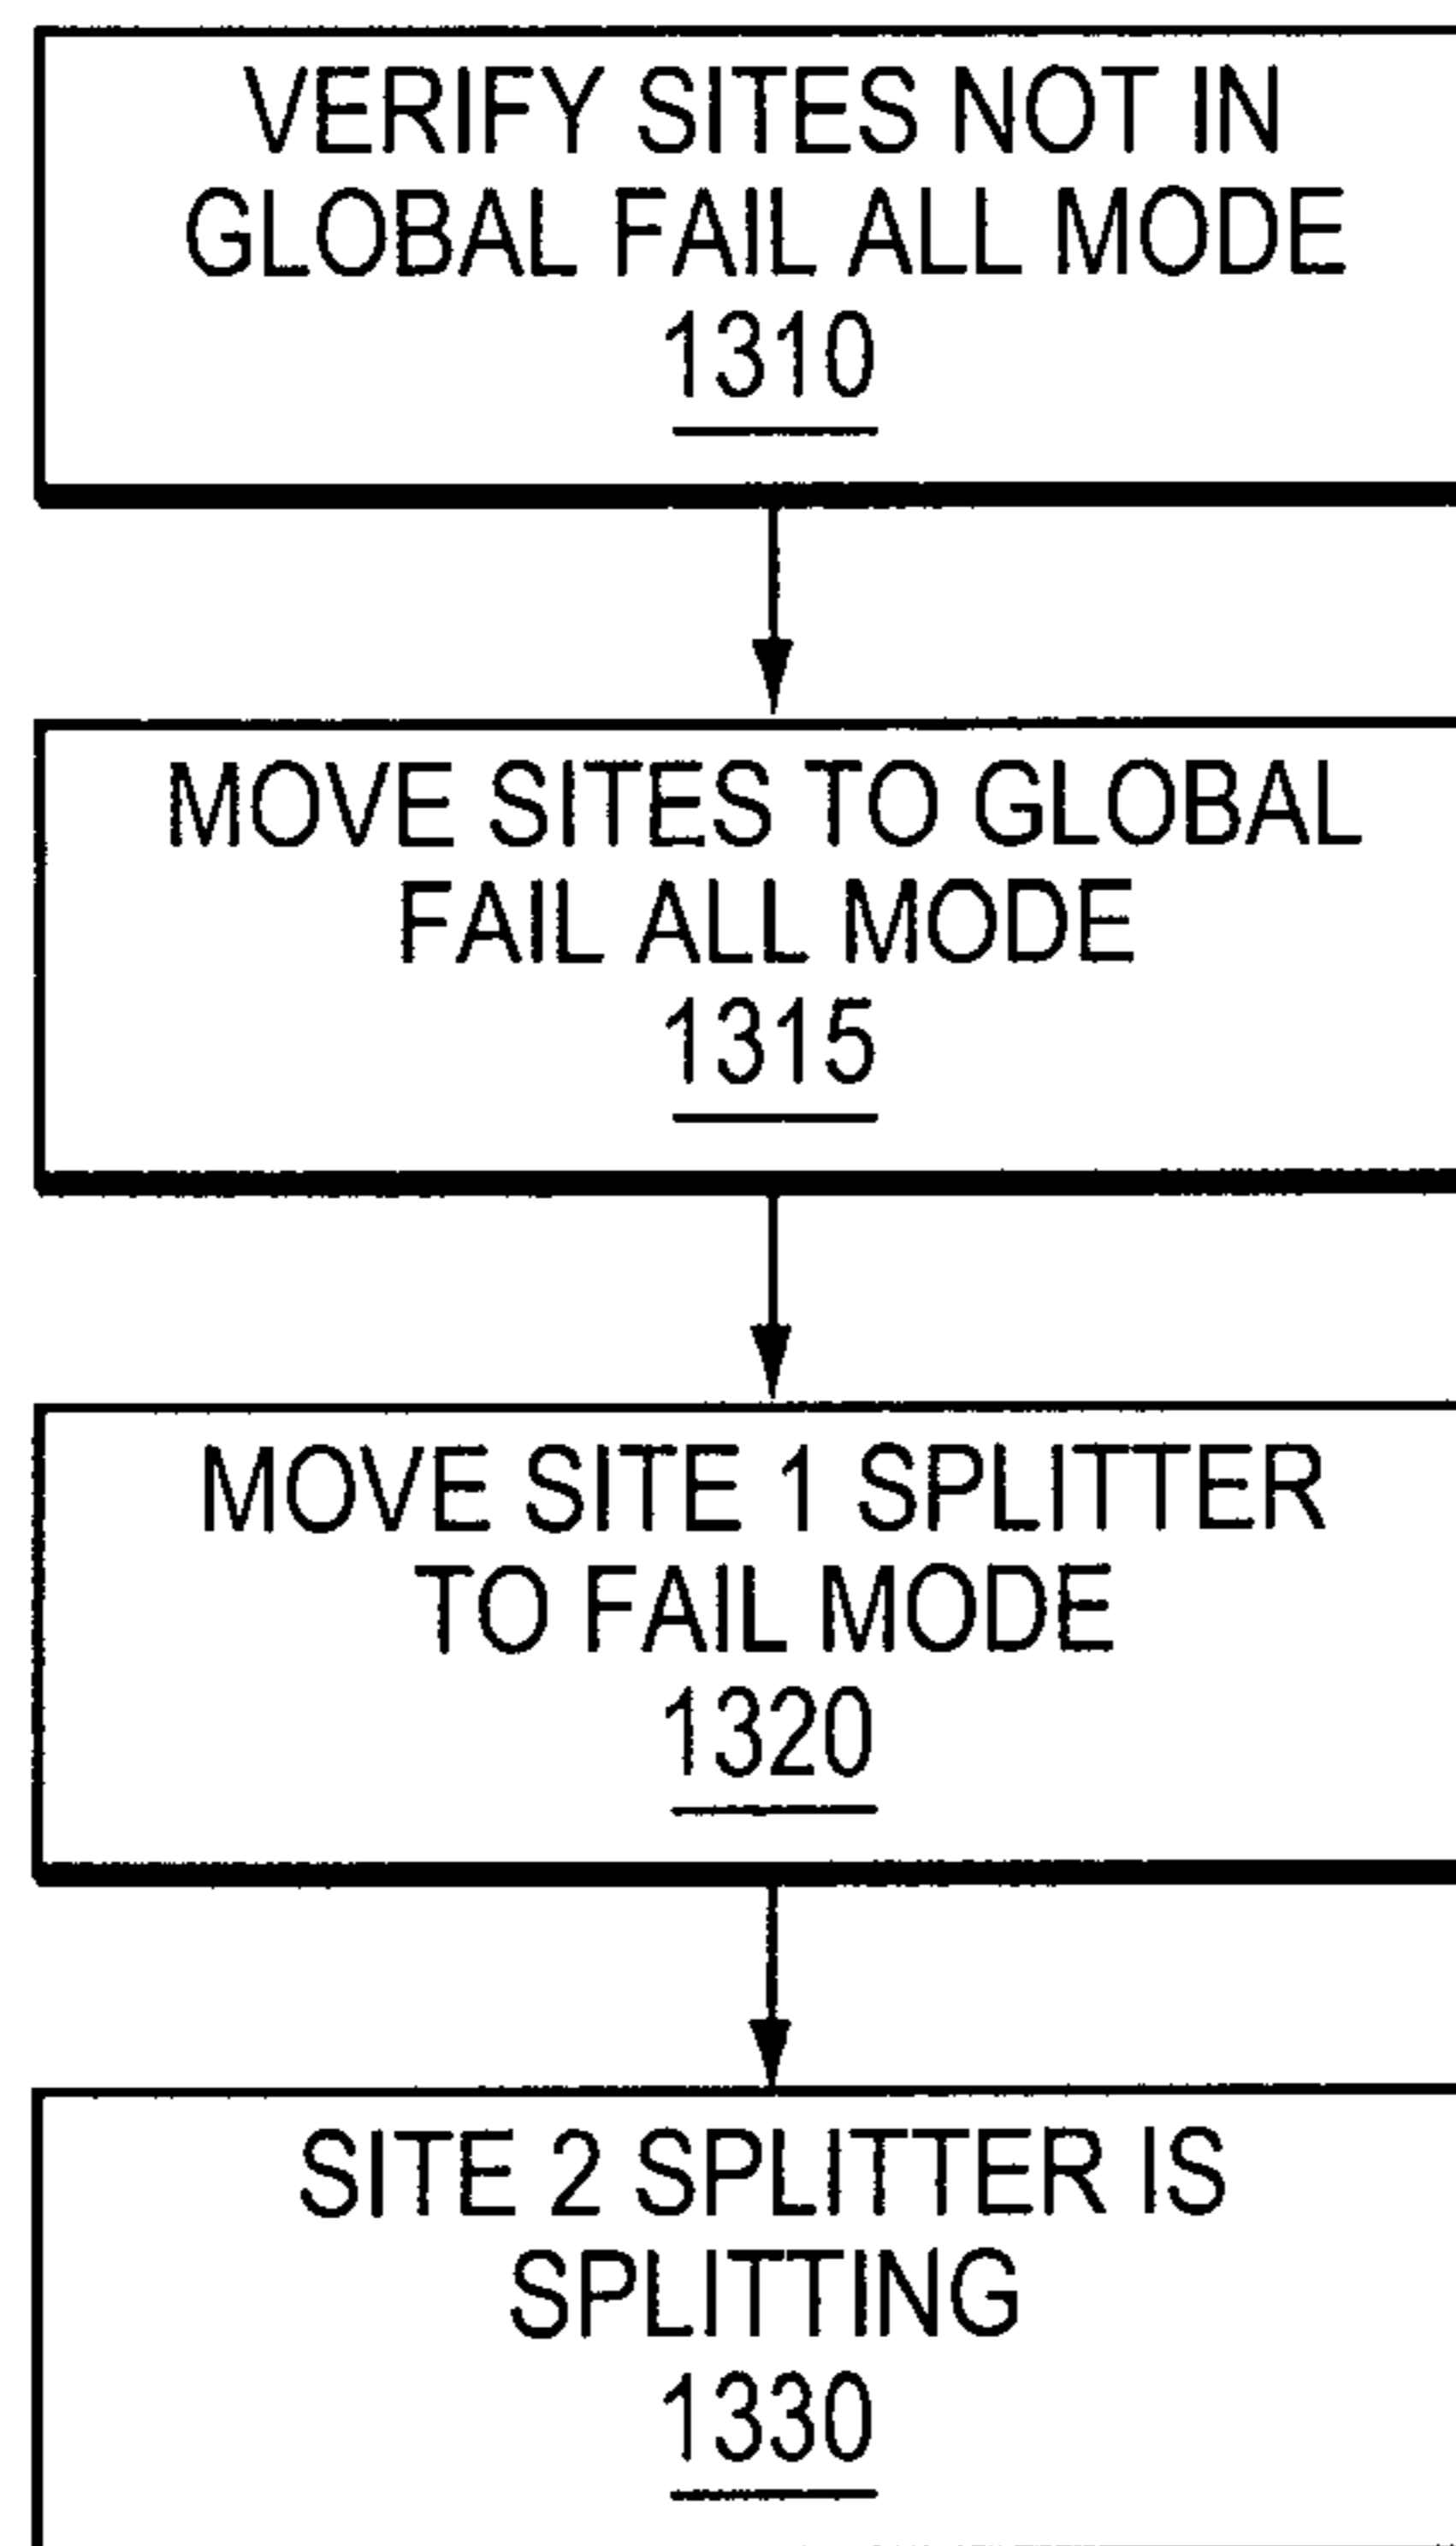 VERIFY SITES NOT IN
GLOBAL FAIL ALL MODE
1310
MOVE SITES TO GLOBAL
FAIL ALL MODE
1315
MOVE SITE 1 SPLITTER
TO FAIL MODE
1320
SITE 2 SPLITTER IS
SPLITTING
1330